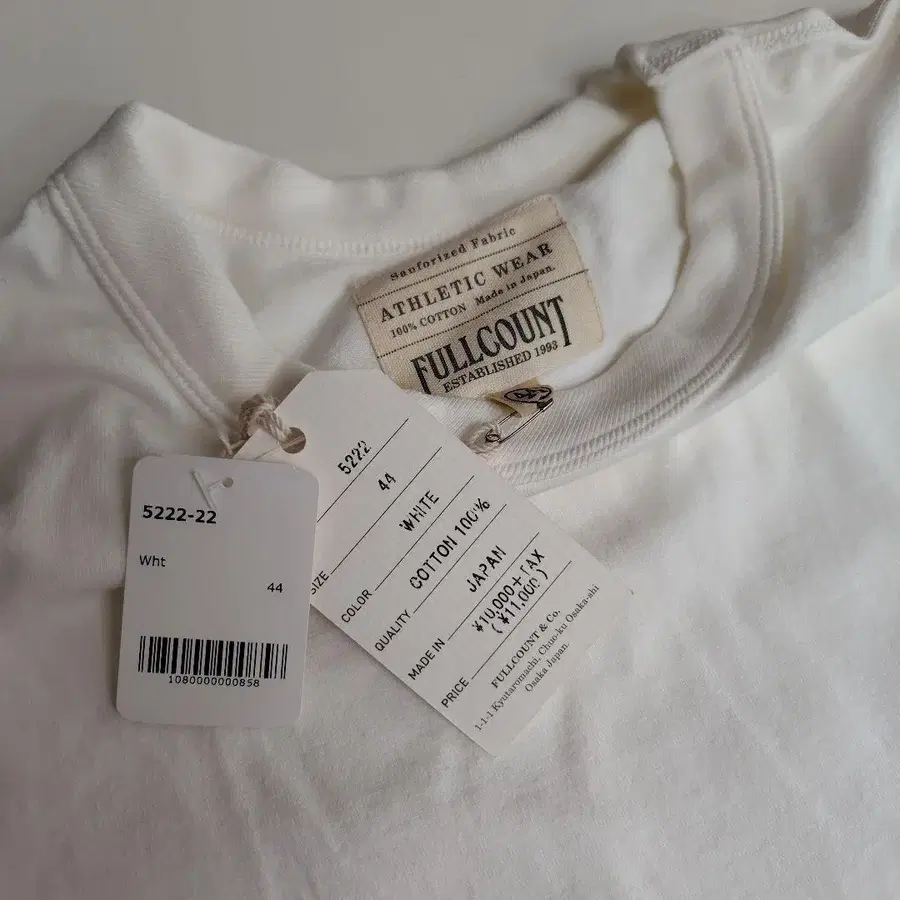 Sanforized Fabric
ATHLETIC WEAR
100% COTTON Made in Japan.
FULLCOUNT
ESTABLISHED 1993
5222-22
Wht
44
1080000000858
5222
SIZE 44
COLOR WHITE
QUALITY COTTON 100%
MADE IN JAPAN
PRICE ¥10,000+TAX
(¥11,000)
FULLCOUNT & Co.
1-1-1 Kyutaromachi, Chuo-ku Osaka-shi
Osaka Japan.